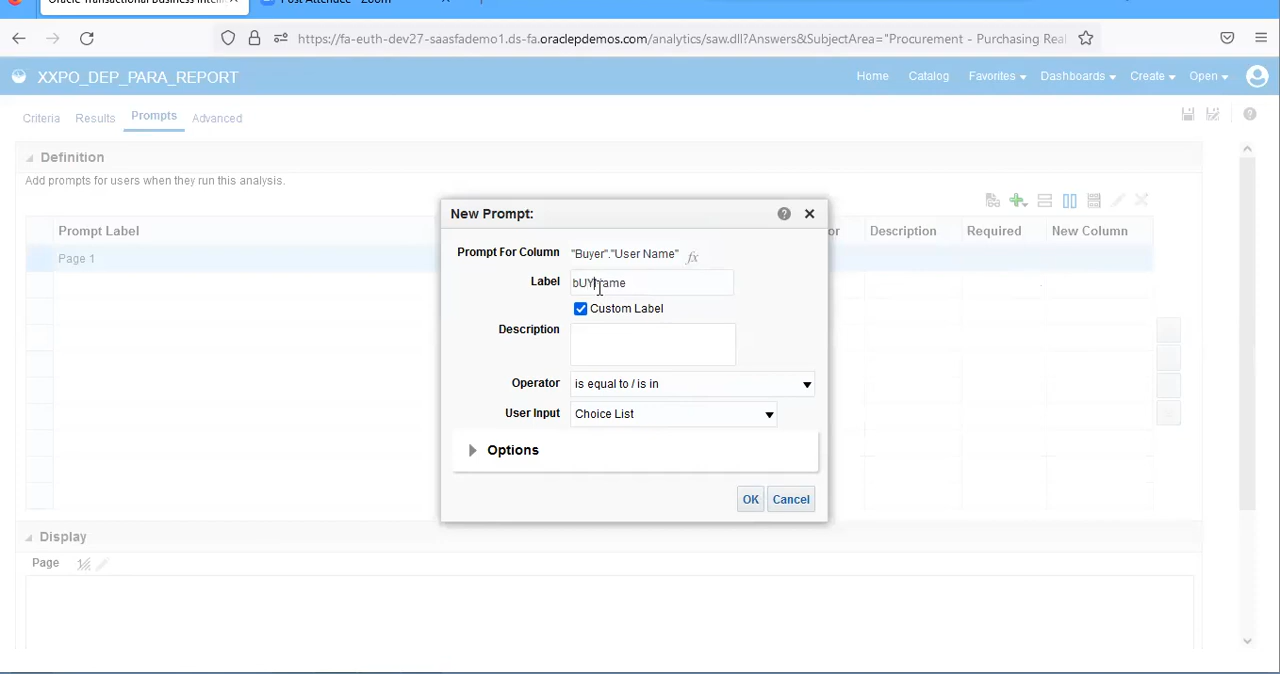 Oracle Transactional Business Intelli
Post Attendee - Zoom
https://fa-euth-dev27-saasfademo1.ds-fa.oraclepdemos.com/analytics/saw.dll?Answers&SubjectArea="Procurement - Purchasing Real
XXPO_DEP_PARA_REPORT
Home Catalog Favorites Dashboards Create Open
Criteria Results Prompts Advanced
Definition
Add prompts for users when they run this analysis.
Prompt Label or Description Required New Column
Page 1
New Prompt:
Prompt For Column "Buyer"."User Name" fx
Label
Custom Label
Description
Operator is equal to / is in
User Input Choice List
Options
OK Cancel
Display
Page